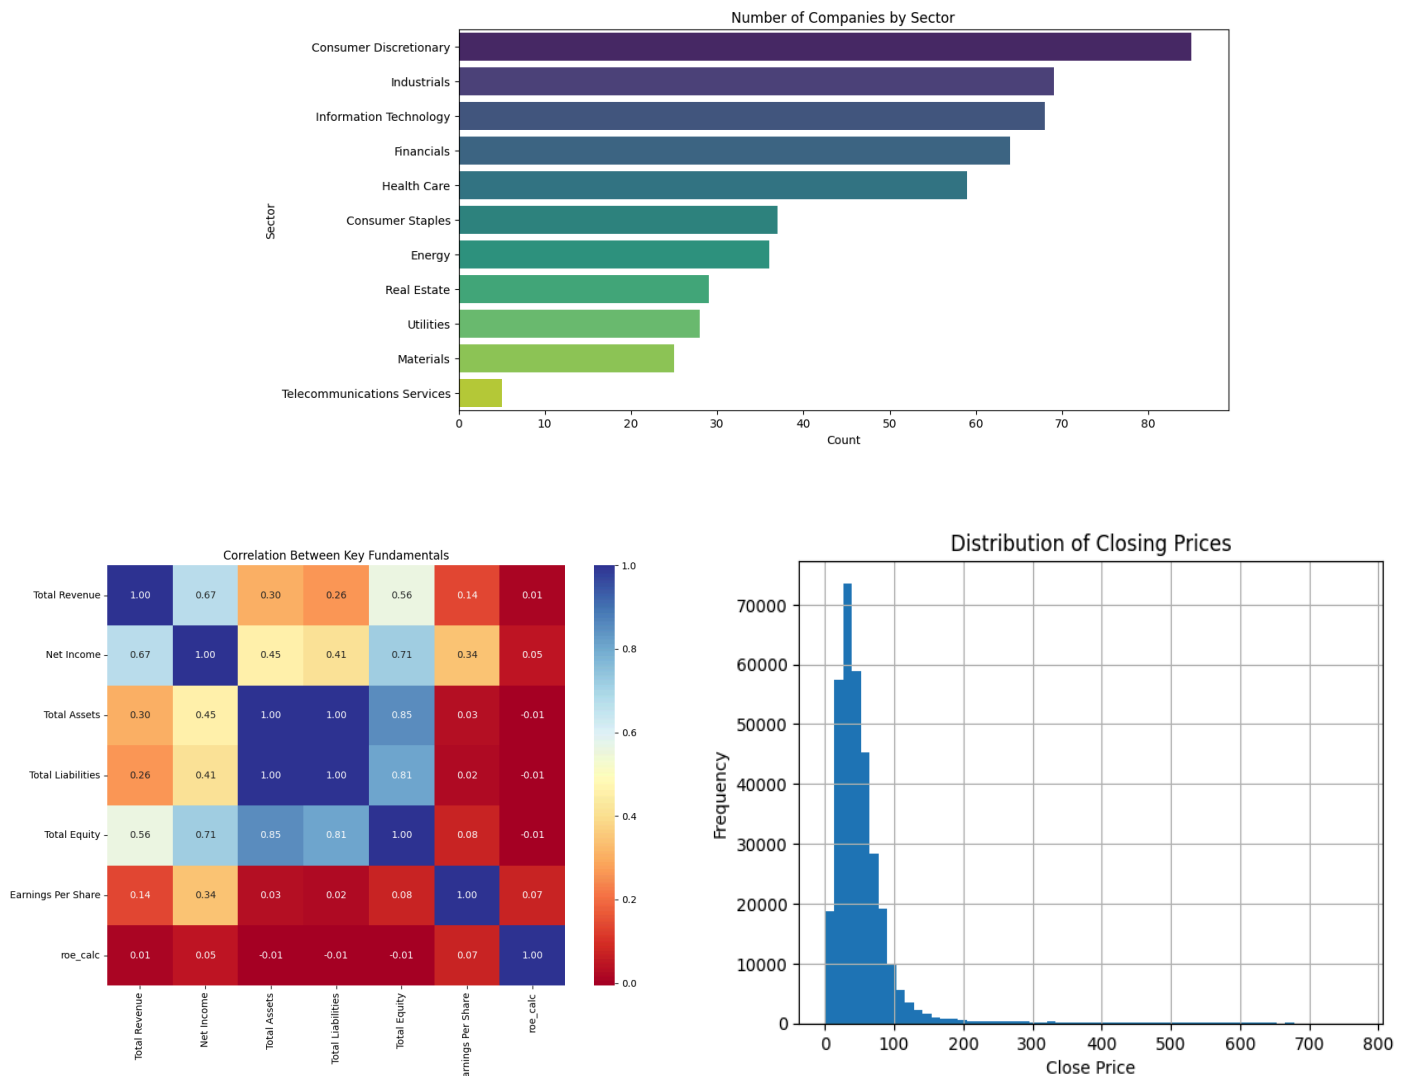 Number of Companies by Sector
Sector
Consumer Discretionary
Industrials
Information Technology
Financials
Health Care
Consumer Staples
Energy
Real Estate
Utilities
Materials
Telecommunications Services
0 10 20 30 40 50 60 70 80
Count
Correlation Between Key Fundamentals
Total Revenue 1.00 0.67 0.30 0.26 0.56 0.14 0.01
Net Income 0.67 1.00 0.45 0.41 0.71 0.34 0.05
Total Assets 0.30 0.45 1.00 1.00 0.85 0.03 -0.01
Total Liabilities 0.26 0.41 1.00 1.00 0.81 0.02 -0.01
Total Equity 0.56 0.71 0.85 0.81 1.00 0.08 -0.01
Earnings Per Share 0.14 0.34 0.03 0.02 0.08 1.00 0.07
roe_calc 0.01 0.05 -0.01 -0.01 -0.01 0.07 1.00
Total Revenue
Net Income
Total Assets
Total Liabilities
Total Equity
arnings Per Share
roe_calc
1.0
0.8
0.6
0.4
0.2
0.0
Distribution of Closing Prices
Frequency
70000
60000
50000
40000
30000
20000
10000
0
0 100 200 300 400 500 600 700 800
Close Price